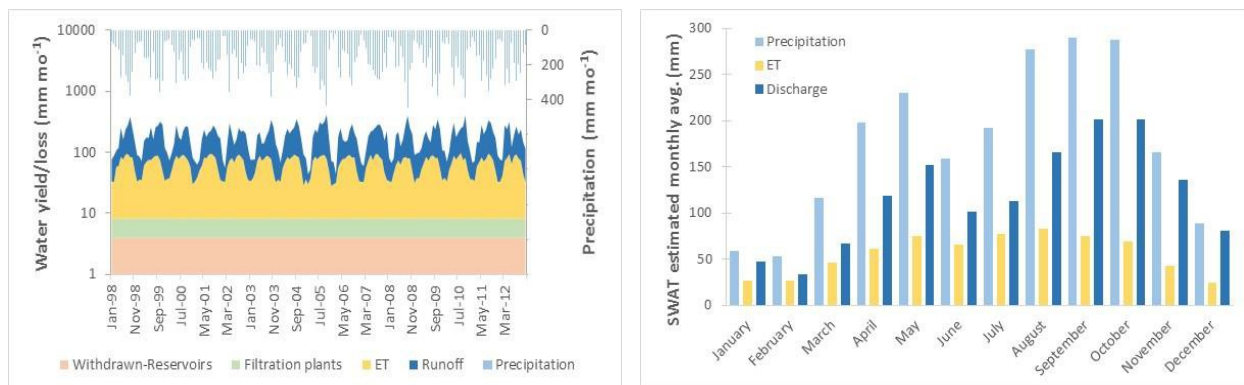 Water yield/loss (mm mo-1)
10000
1000
100
10
1
0
200
400
Precipitation (mm mo-1)
Jan-98
Nov-98
Sep-99
Jul-00
May-01
Mar-02
Jan-03
Nov-03
Sep-04
Jul-05
May-06
Mar-07
Jan-08
Nov-08
Sep-09
Jul-10
May-11
Mar-12
Withdrawn-Reservoirs Filtration plants ET Runoff Precipitation
SWAT estimated monthly avg. (mm)
300
250
200
150
100
50
0
Precipitation
ET
Discharge
January
February
March
April
May
June
July
August
September
October
November
December